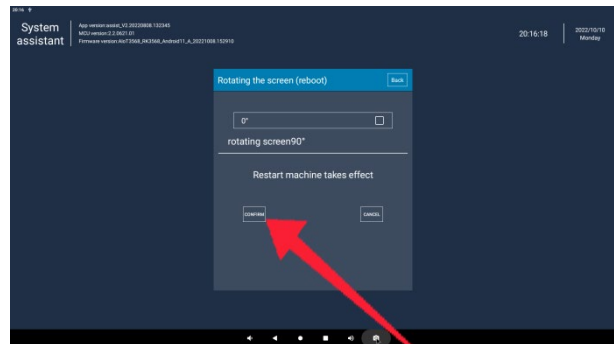 20:16
System assistant
App version:assist_V2.20220808.132345
MCU version:2.2.0621.01
Firmware version:AIoT3568_RK3568_Android11_A_20221008.152910
20:16:18
2022/10/10
Monday
Rotating the screen (reboot)
Back
0°
rotating screen90°
Restart machine takes effect
CONFIRM
CANCEL